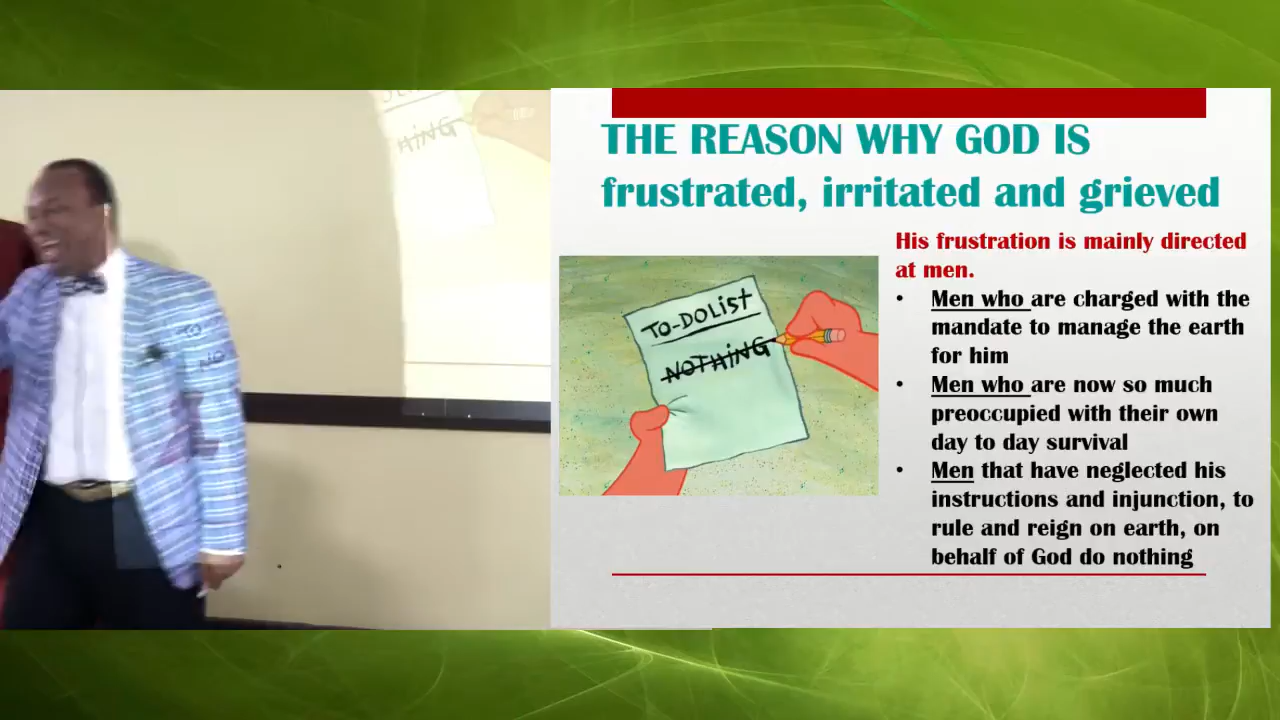 HiNG
THE REASON WHY GOD IS
frustrated, irritated and grieved
His frustration is mainly directed
at men.
• Men who are charged with the
mandate to manage the earth
for him
• Men who are now so much
preoccupied with their own
day to day survival
• Men that have neglected his
instructions and injunction, to
rule and reign on earth, on
behalf of God do nothing
TO-DO List
NOTHiNG